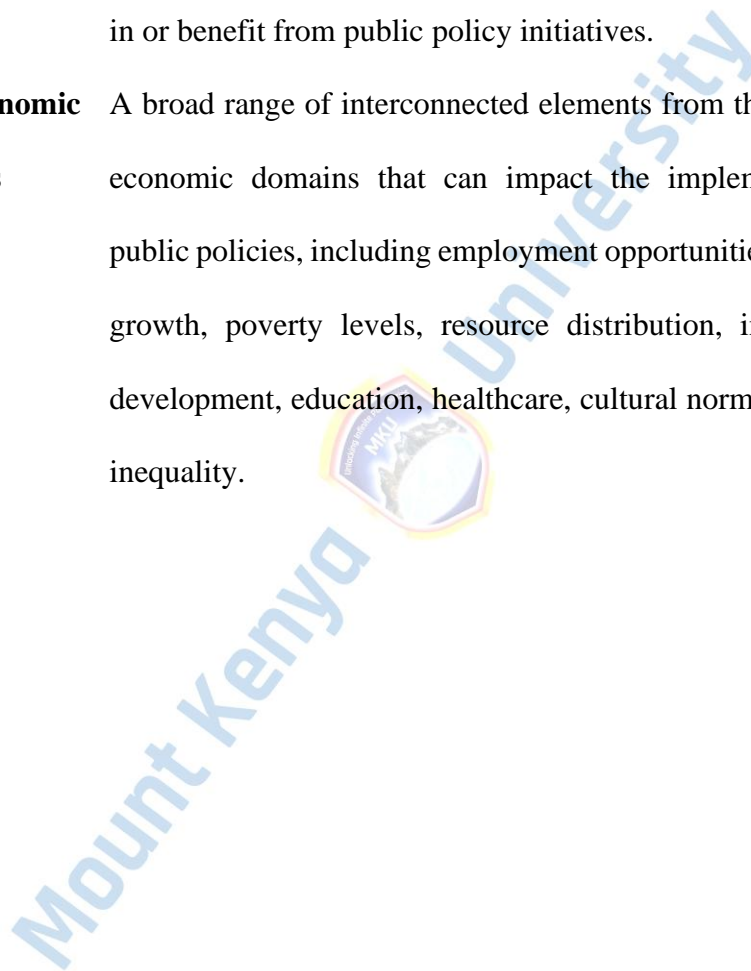 in or benefit from public policy initiatives.
nomic A broad range of interconnected elements from th
s economic domains that can impact the implem
public policies, including employment opportunitie
growth, poverty levels, resource distribution, i
development, education, healthcare, cultural norm
inequality.
Mount Kenya University
MKU